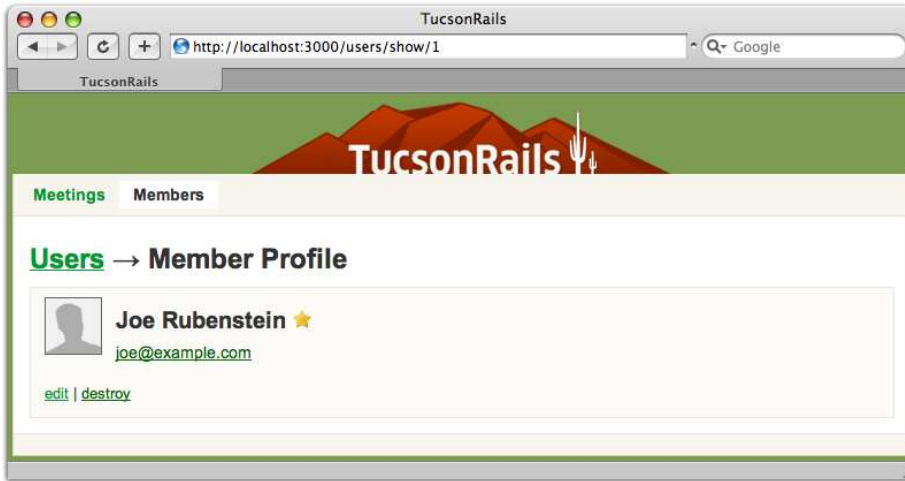 TucsonRails
http://localhost:3000/users/show/1
Google
TucsonRails
TucsonRails
Meetings Members
Users → Member Profile
Joe Rubenstein
joe@example.com
edit | destroy